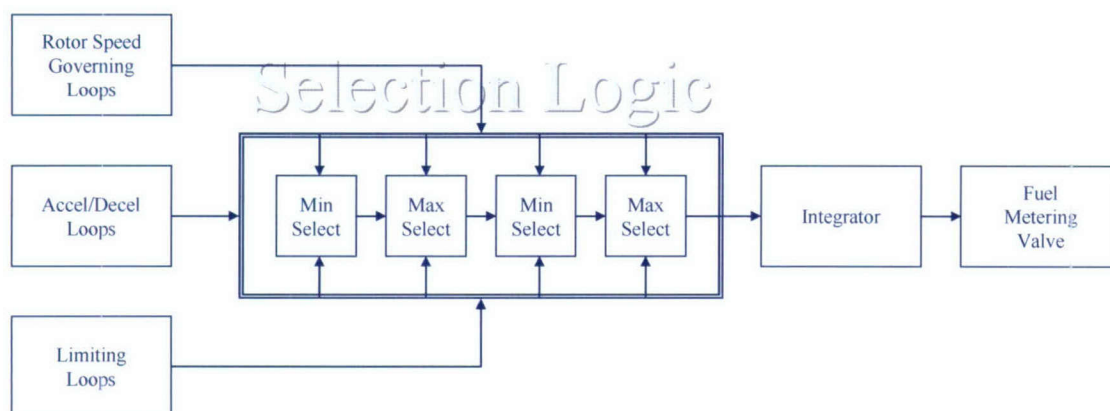 Rotor Speed
Governing
Loops
Selection Logic
Accel/Decel
Loops
Min
Select
Max
Select
Min
Select
Max
Select
Integrator
Fuel
Metering
Valve
Limiting
Loops